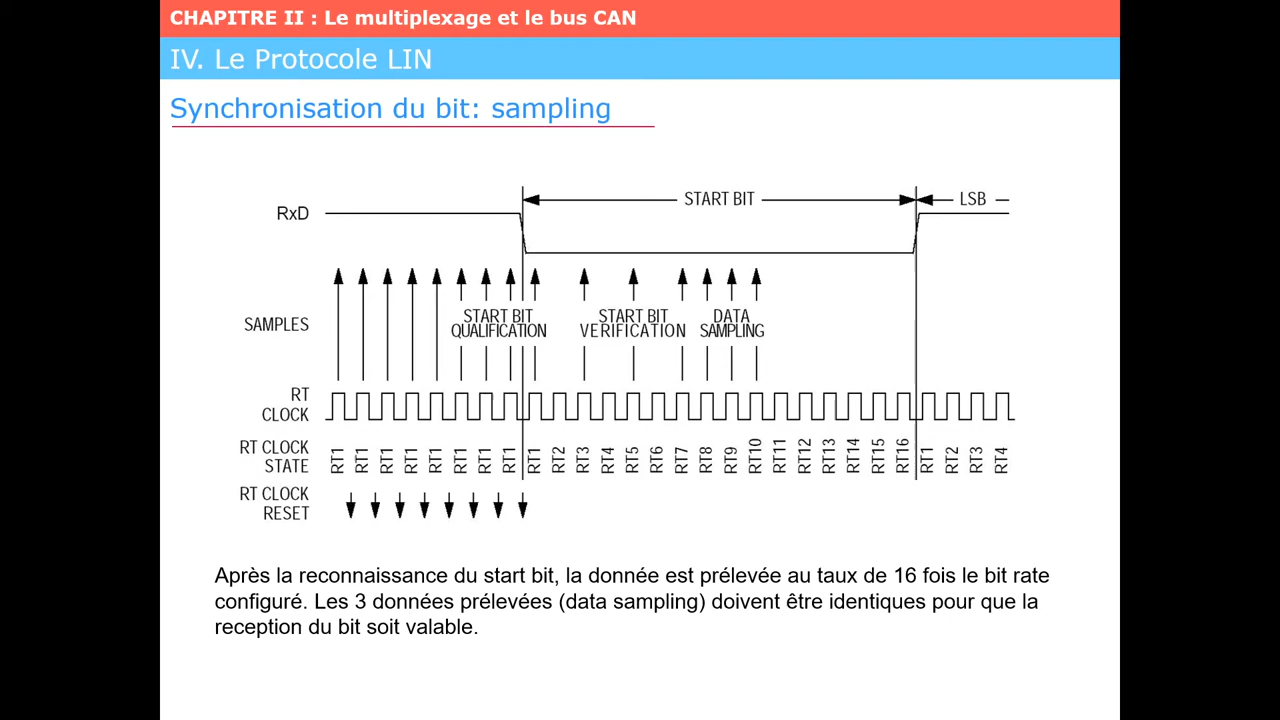 CHAPITRE II : Le multiplexage et le bus CAN
IV. Le Protocole LIN
Synchronisation du bit: sampling
START BIT
LSB
RxD
START BIT
QUALIFICATION
START BIT
VERIFICATION
DATA
SAMPLING
SAMPLES
RT
CLOCK
RT CLOCK
STATE
RT1 RT1 RT1 RT1 RT1 RT1 RT1 RT1 RT1 RT2 RT3 RT4 RT5 RT6 RT7 RT8 RT9 RT10 RT11 RT12 RT13 RT14 RT15 RT16 RT1 RT2 RT3 RT4
RT CLOCK
RESET
Après la reconnaissance du start bit, la donnée est prélevée au taux de 16 fois le bit rate
configuré. Les 3 données prélevées (data sampling) doivent être identiques pour que la
reception du bit soit valable.